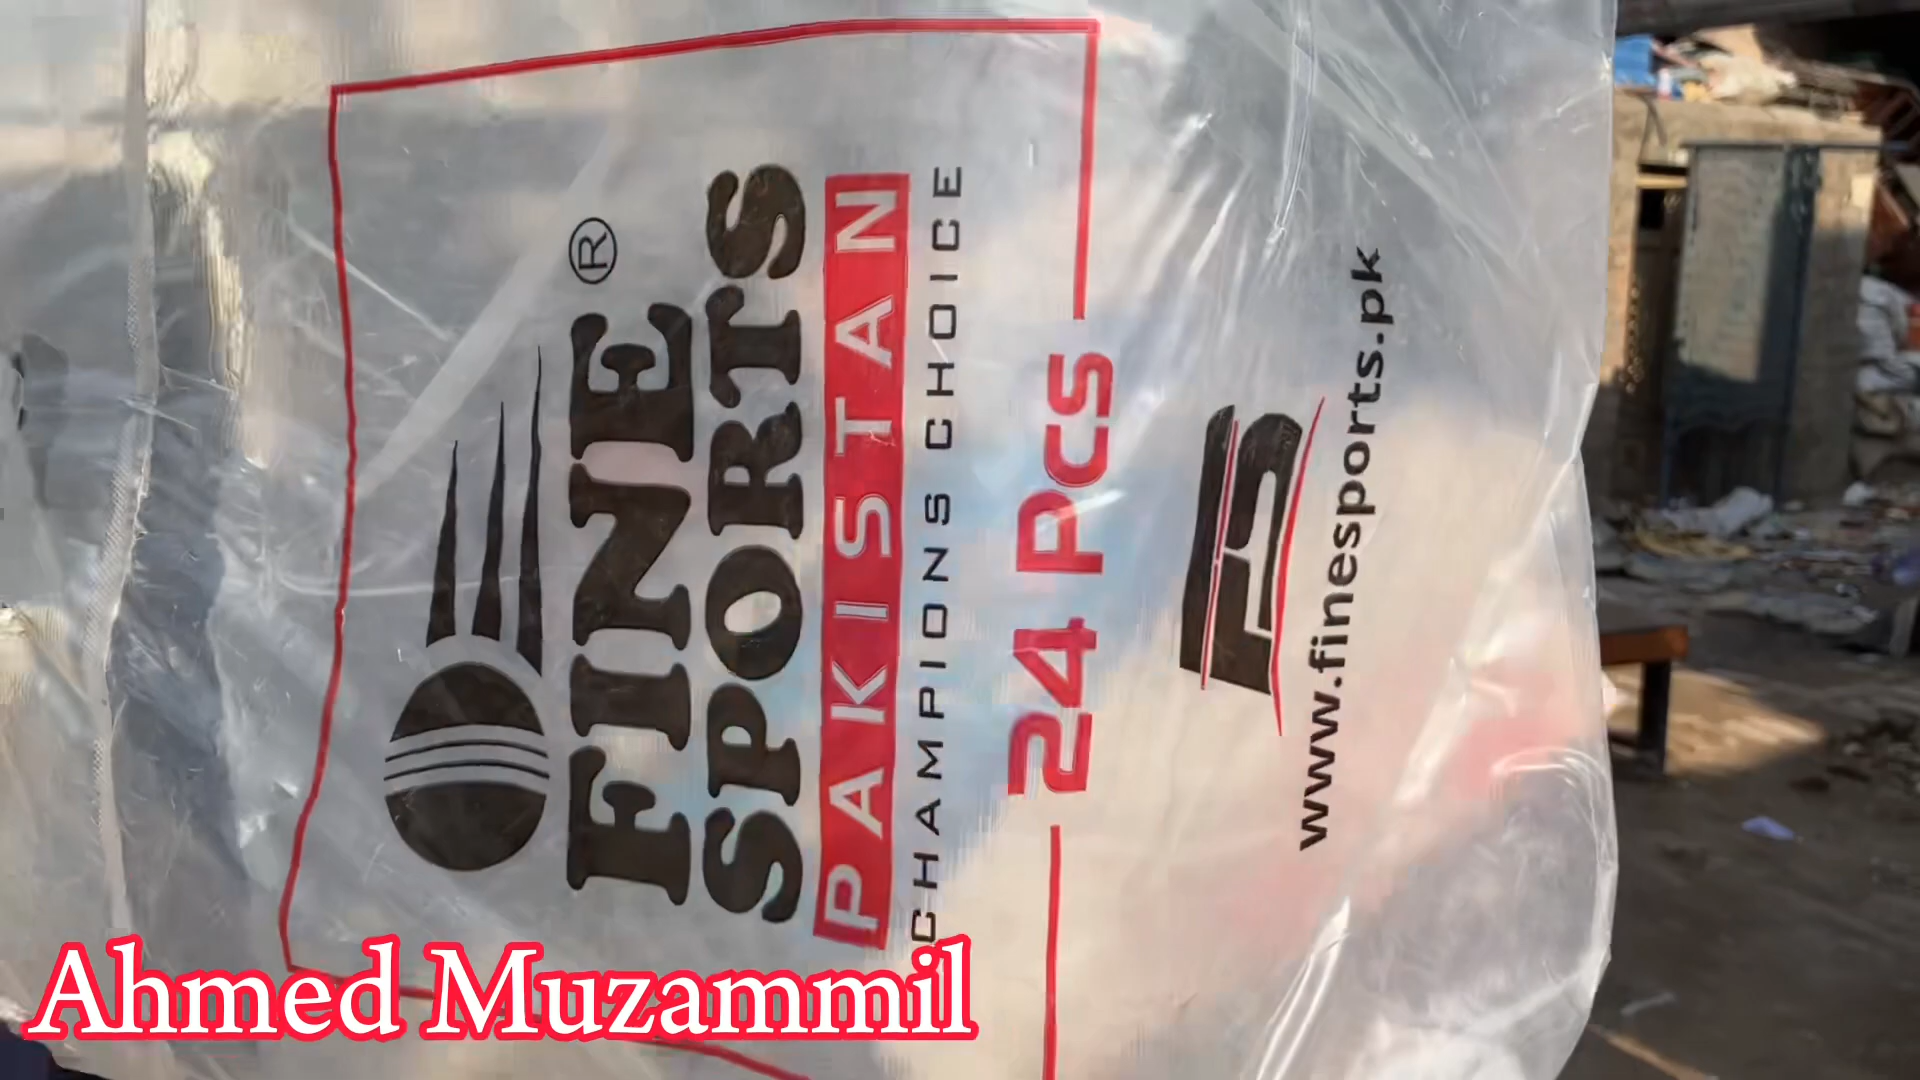 FINE ®
SPORTS
PAKISTAN
CHAMPIONS CHOICE
24 Pcs
FS
www.finesports.pk
Ahmed Muzammil